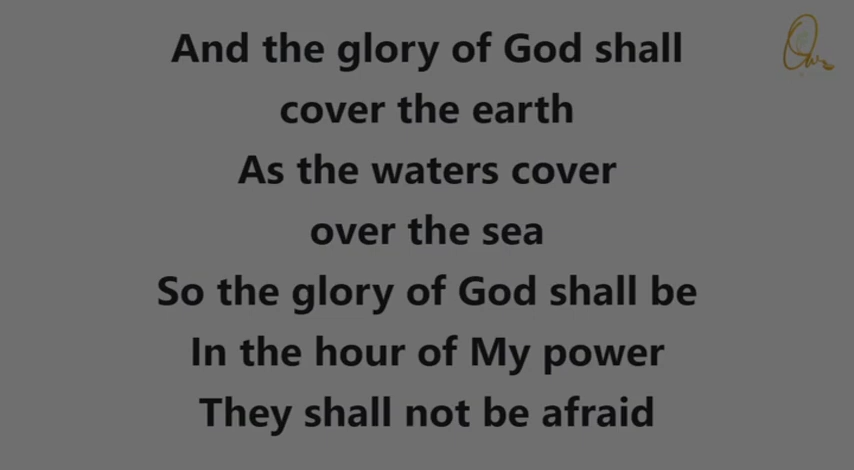 And the glory of God shall
cover the earth
As the waters cover
over the sea
So the glory of God shall be
In the hour of My power
They shall not be afraid